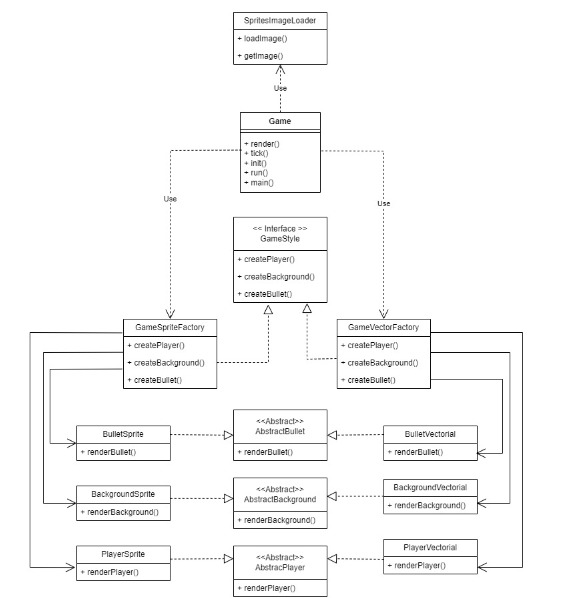 SpritesImageLoader
+ loadImage()
+ getImage()
Use
Game
+ render()
+ tick()
+ init()
+ run()
+ main()
Use
Use
<< Interface >>
GameStyle
+ createPlayer()
+ createBackground()
+ createBullet()
GameSpriteFactory
+ createPlayer()
+ createBackground()
+ createBullet()
GameVectorFactory
+ createPlayer()
+ createBackground()
+ createBullet()
BulletSprite
+ renderBullet()
<<Abstract>>
AbstractBullet
+ renderBullet()
BulletVectorial
+ renderBullet()
BackgroundSprite
+ renderBackground()
<<Abstract>>
AbstractBackground
+ renderBackground()
BackgroundVectorial
+ renderBackground()
PlayerSprite
+ renderPlayer()
<<Abstract>>
AbstracPlayer
+ renderPlayer()
PlayerVectorial
+ renderPlayer()